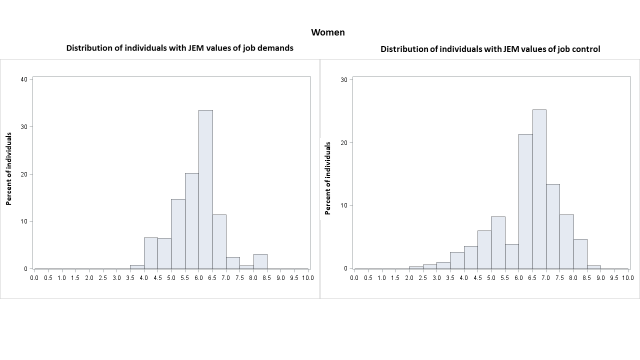 Women
Distribution of individuals with JEM values of job demands
Percent of individuals
40
30
20
10
0
0.0 0.5 1.0 1.5 2.0 2.5 3.0 3.5 4.0 4.5 5.0 5.5 6.0 6.5 7.0 7.5 8.0 8.5 9.0 9.5 10.0
Distribution of individuals with JEM values of job control
Percent of individuals
30
20
10
0
0.0 0.5 1.0 1.5 2.0 2.5 3.0 3.5 4.0 4.5 5.0 5.5 6.0 6.5 7.0 7.5 8.0 8.5 9.0 9.5 10.0